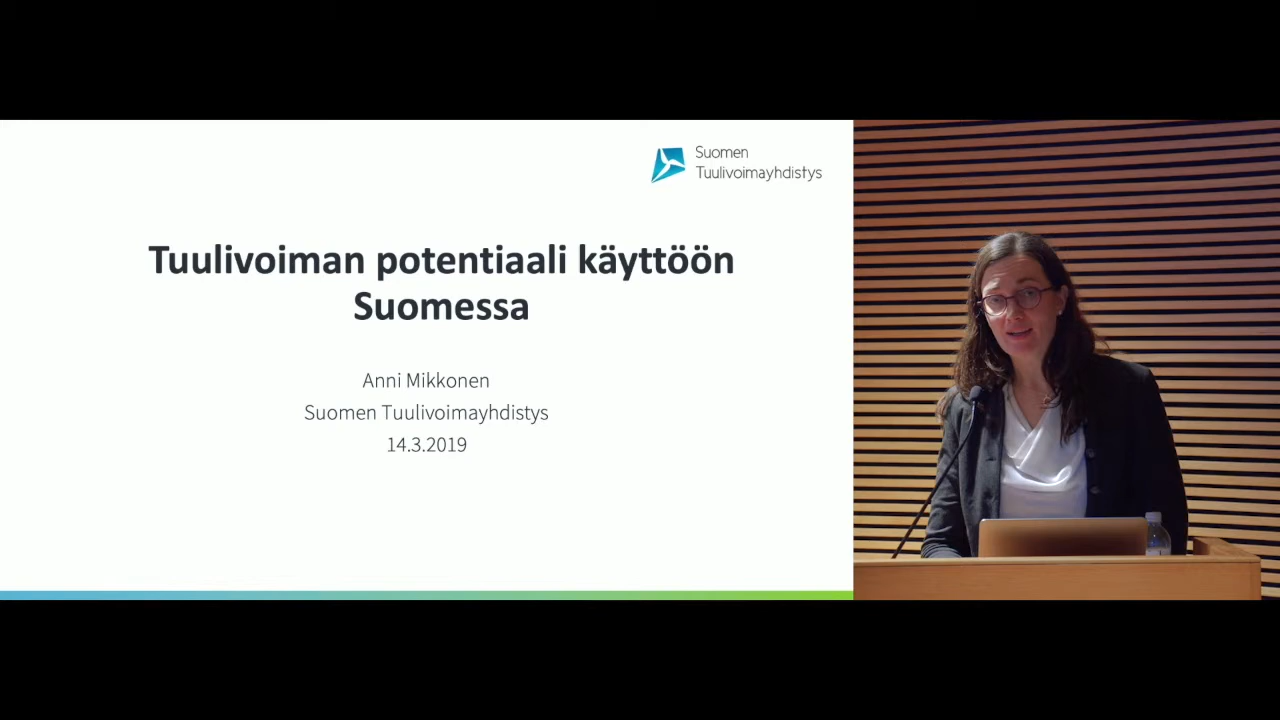 Suomen
Tuulivoimayhdistys
Tuulivoiman potentiaali käyttöön
Suomessa
Anni Mikkonen
Suomen Tuulivoimayhdistys
14.3.2019